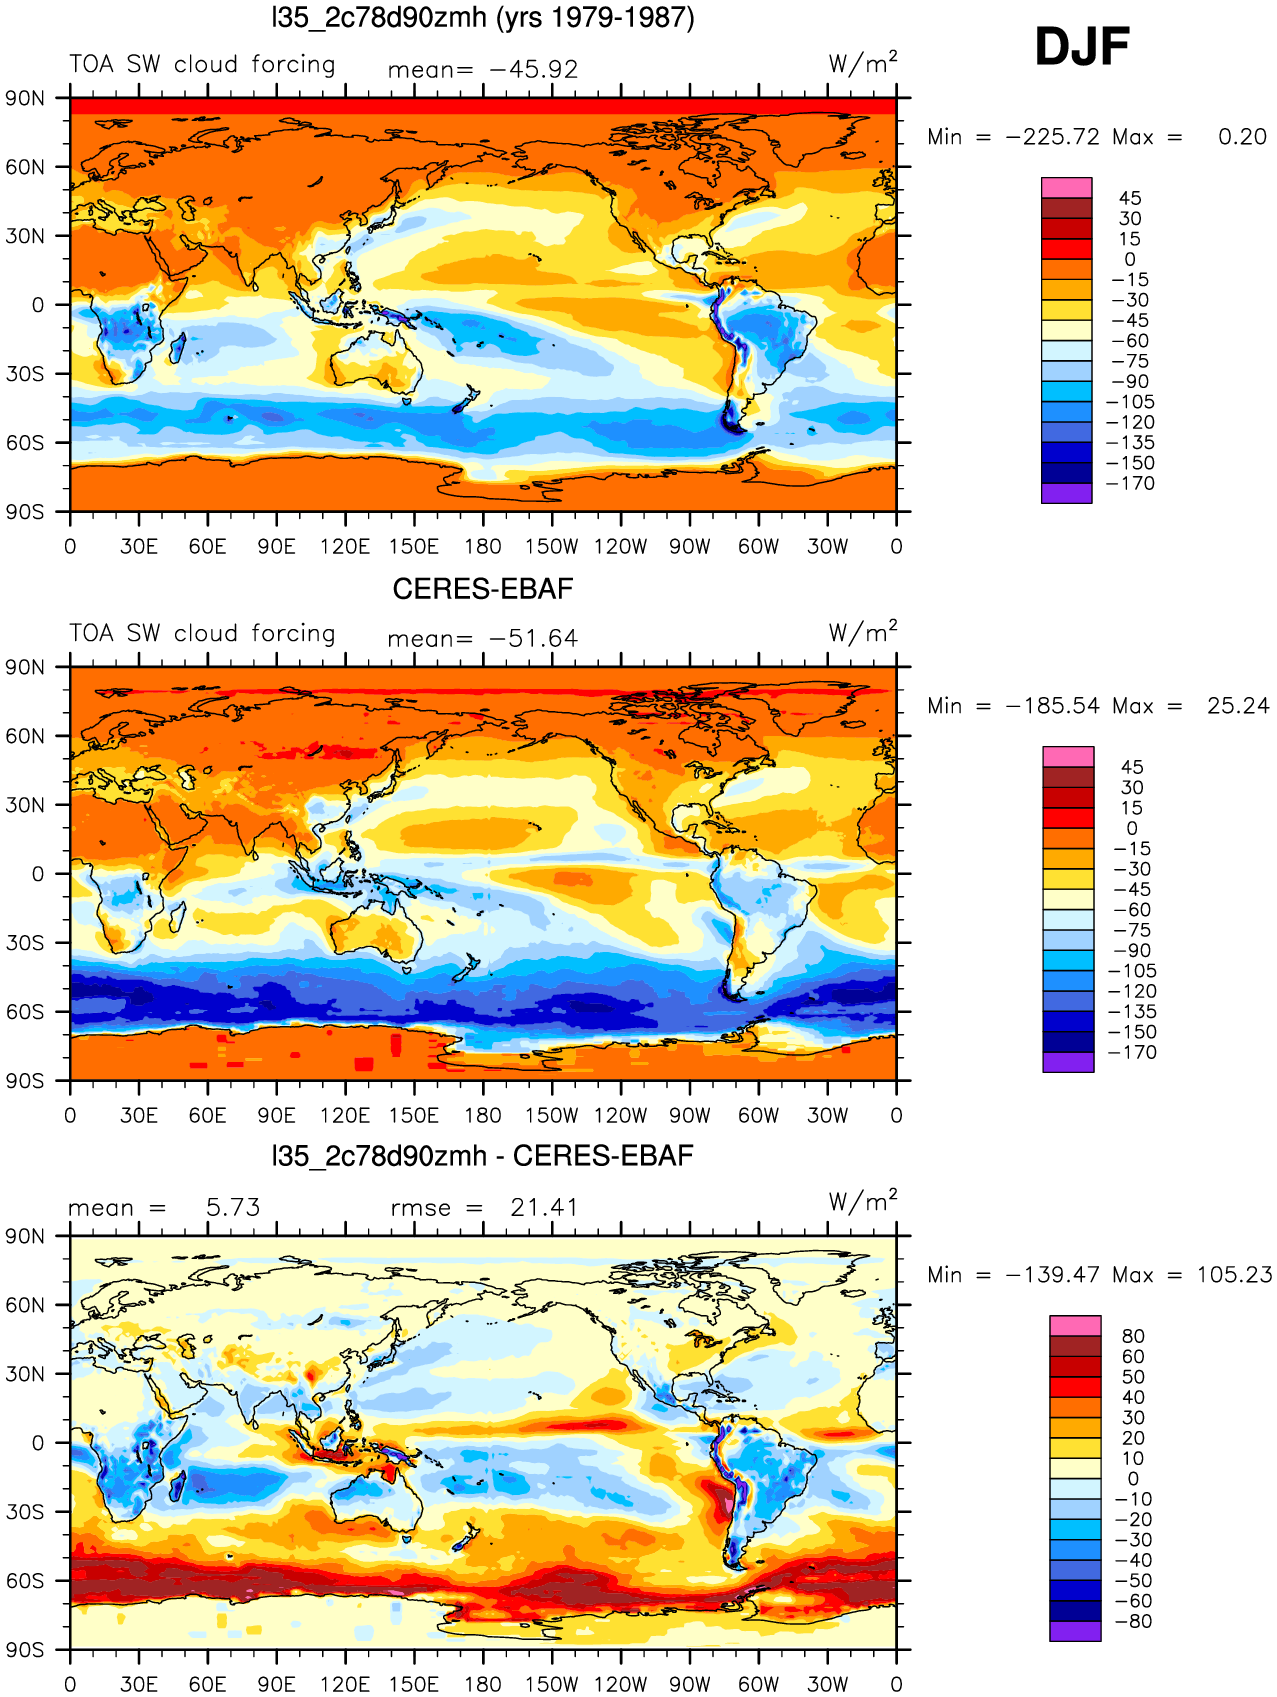 l35_2c78d90zmh (yrs 1979-1987)
DJF
TOA SW cloud forcing mean= −45.92 W/m²
Min = −225.72 Max = 0.20
90N
60N
30N
0
30S
60S
90S
0 30E 60E 90E 120E 150E 180 150W 120W 90W 60W 30W 0
45
30
15
0
−15
−30
−45
−60
−75
−90
−105
−120
−135
−150
−170
CERES-EBAF
TOA SW cloud forcing mean= −51.64 W/m²
Min = −185.54 Max = 25.24
90N
60N
30N
0
30S
60S
90S
0 30E 60E 90E 120E 150E 180 150W 120W 90W 60W 30W 0
45
30
15
0
−15
−30
−45
−60
−75
−90
−105
−120
−135
−150
−170
l35_2c78d90zmh - CERES-EBAF
mean = 5.73 rmse = 21.41 W/m²
Min = −139.47 Max = 105.23
90N
60N
30N
0
30S
60S
90S
0 30E 60E 90E 120E 150E 180 150W 120W 90W 60W 30W 0
80
60
50
40
30
20
10
0
−10
−20
−30
−40
−50
−60
−80